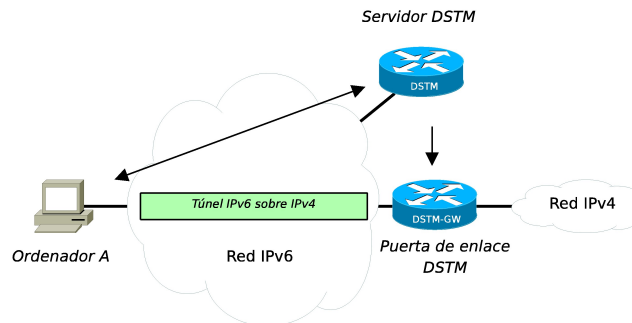 Servidor DSTM
DSTM
Túnel IPv6 sobre IPv4
DSTM-GW
Red IPv4
Ordenador A
Red IPv6
Puerta de enlace
DSTM